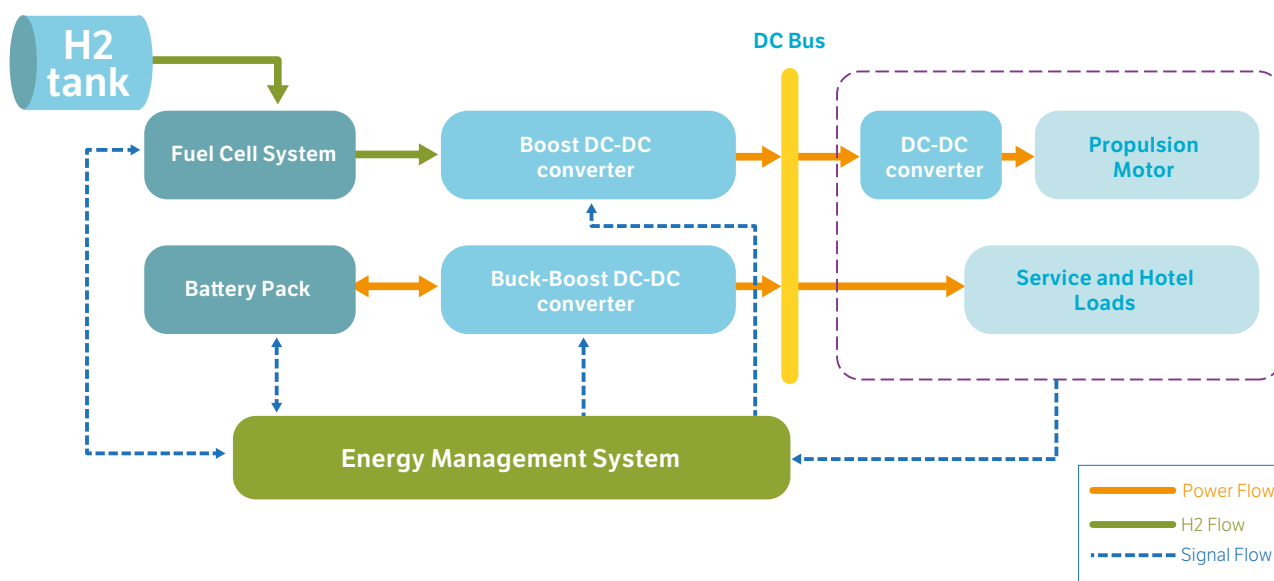 H2
tank
DC Bus
Fuel Cell System
Boost DC-DC
converter
DC-DC
converter
Propulsion
Motor
Battery Pack
Buck-Boost DC-DC
converter
Service and Hotel
Loads
Energy Management System
Power Flow
H2 Flow
Signal Flow